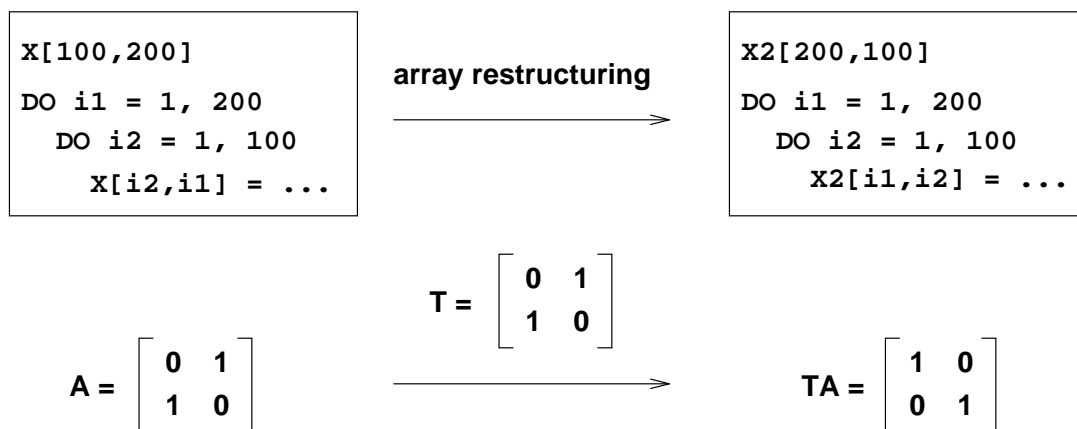 X[100,200]
DO i1 = 1, 200
DO i2 = 1, 100
X[i2,i1] = ...
array restructuring
X2[200,100]
DO i1 = 1, 200
DO i2 = 1, 100
X2[i1,i2] = ...
T = 0 1
1 0
A = 0 1
1 0
TA = 1 0
0 1